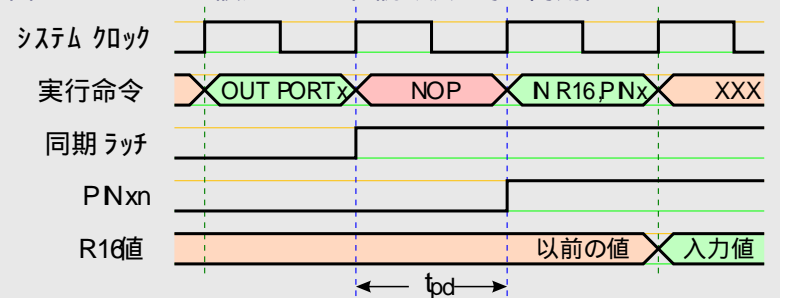 システム クロック
実行命令 OUT PORTx NOP IN R16,PINx XXX
同期ラッチ
PINxn
R16値 以前の値 入力値
tpd